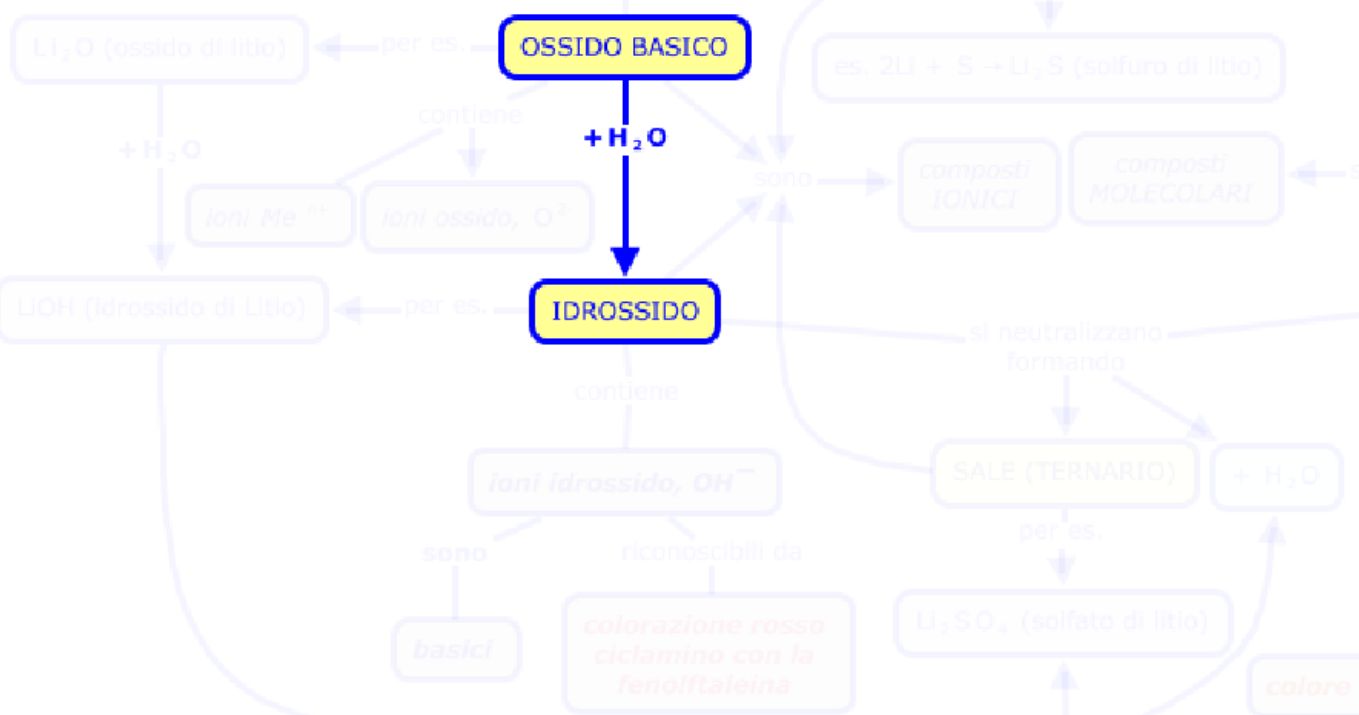 Li₂O (ossido di litio)
per es.
OSSIDO BASICO
es. 2Li + S → Li₂S (solfuro di litio)
contiene
+H₂O
+H₂O
sono
composti
IONICI
composti
MOLECOLARI
ioni Me ⁿ⁺
ioni ossido, O²⁻
LiOH (idrossido di Litio)
per es.
IDROSSIDO
si neutralizzano
formando
contiene
SALE (TERNARIO)
+ H₂O
ioni idrossido, OH⁻
per es.
sono
riconoscibili da
Li₂SO₄ (solfato di litio)
basici
colorazione rosso
ciclamino con la
fenolftaleina
colore